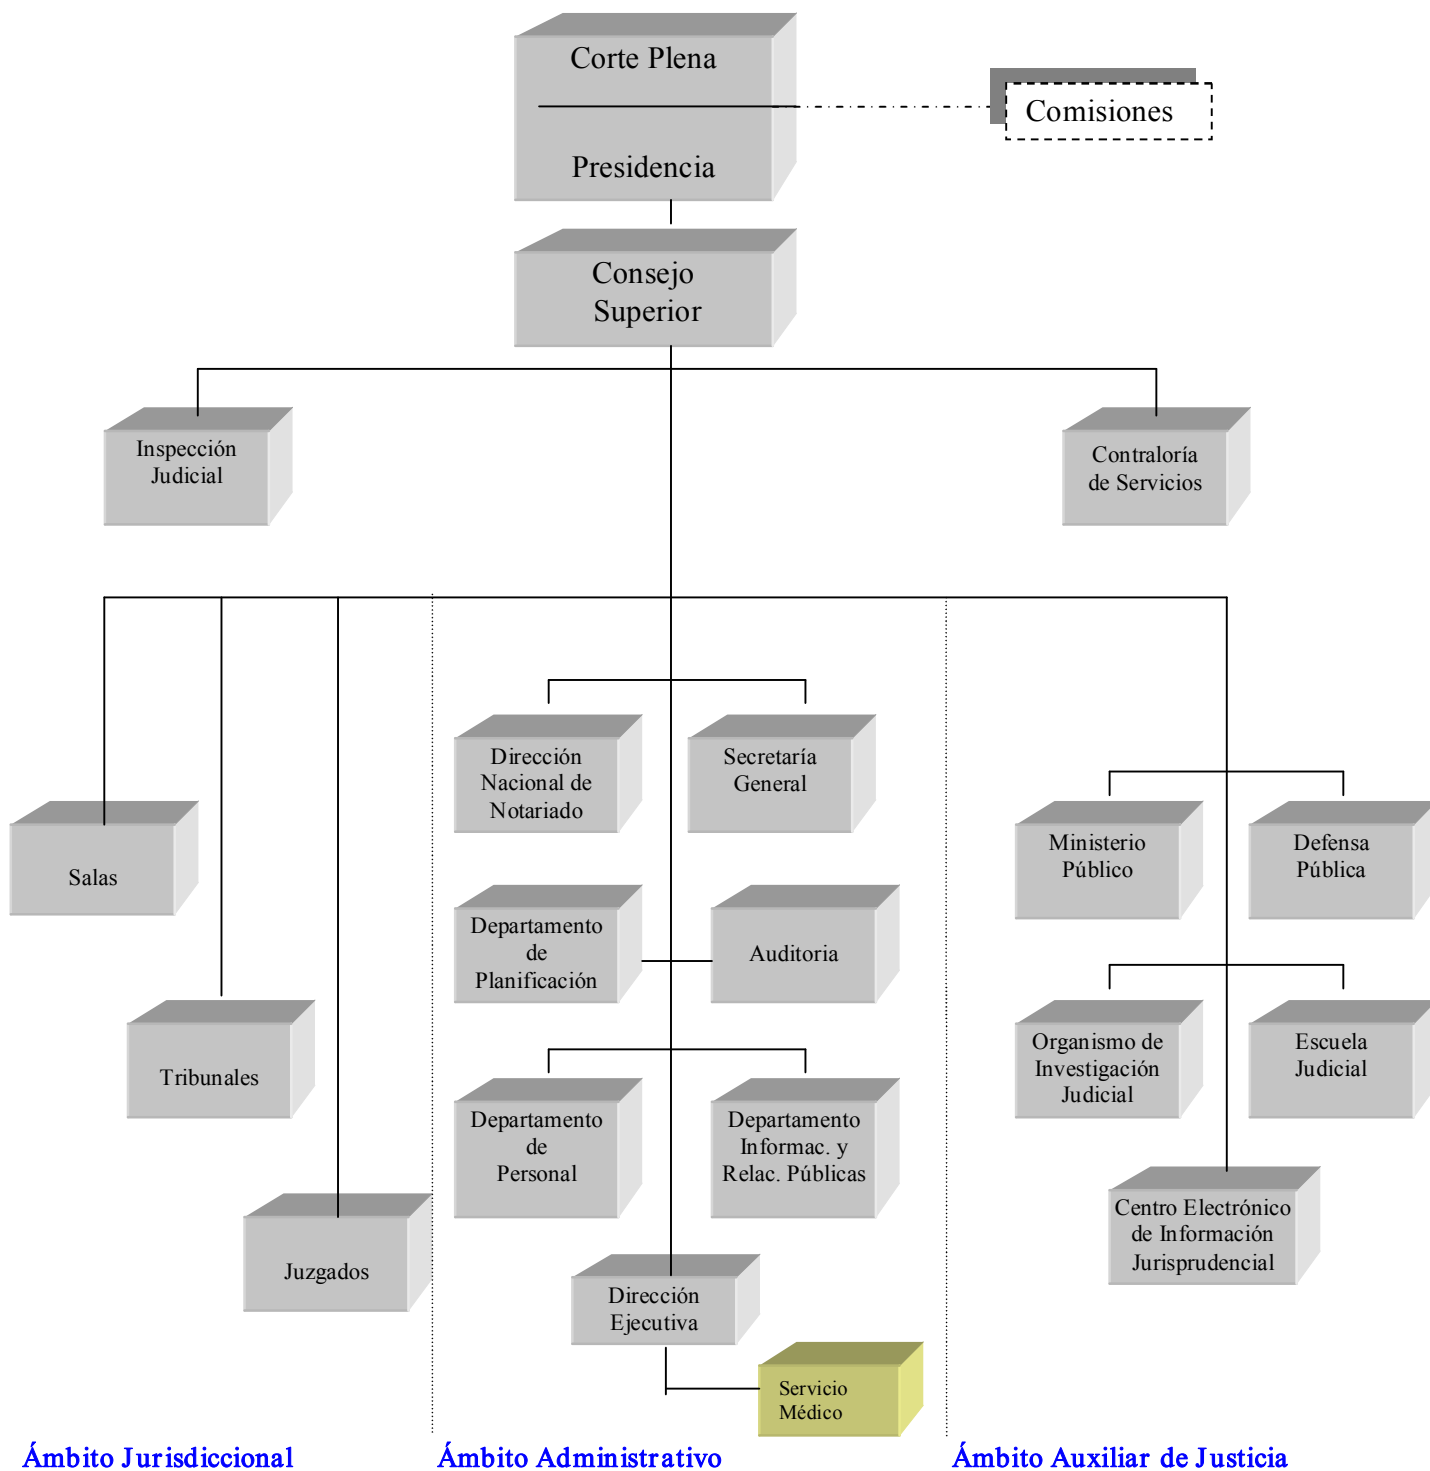 Corte Plena
Presidencia
Comisiones
Consejo
Superior
Inspección
Judicial
Contraloría
de Servicios
Dirección
Nacional de
Notariado
Secretaría
General
Salas
Ministerio
Público
Defensa
Pública
Departamento
de
Planificación
Auditoria
Tribunales
Organismo de
Investigación
Judicial
Escuela
Judicial
Departamento
de
Personal
Departamento
Informac. y
Relac. Públicas
Juzgados
Centro Electrónico
de Información
Jurisprudencial
Dirección
Ejecutiva
Servicio
Médico
Ámbito Jurisdiccional
Ámbito Administrativo
Ámbito Auxiliar de Justicia